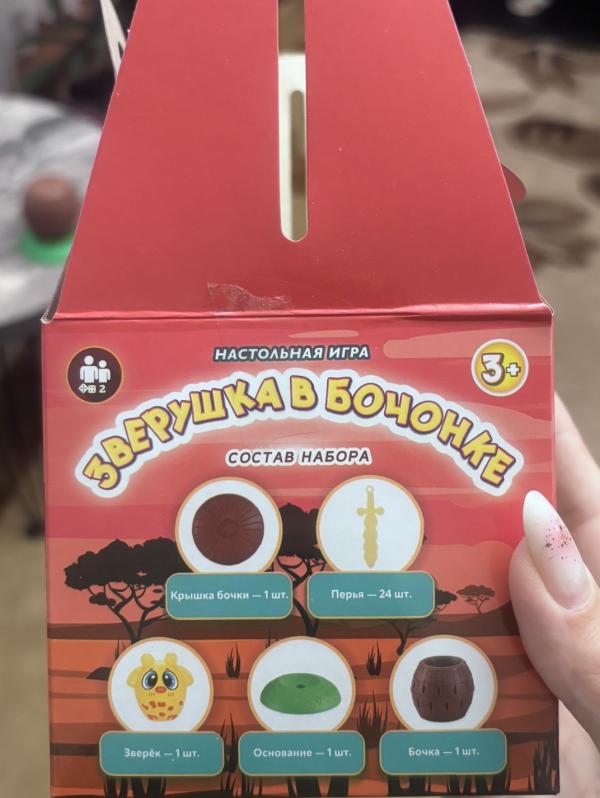 НАСТОЛЬНАЯ ИГРА
2
3+
ЗВЕРУШКА В БОЧОНКЕ
СОСТАВ НАБОРА
Крышка бочки — 1 шт.
Перья — 24 шт.
Зверёк — 1 шт.
Основание — 1 шт.
Бочка — 1 шт.